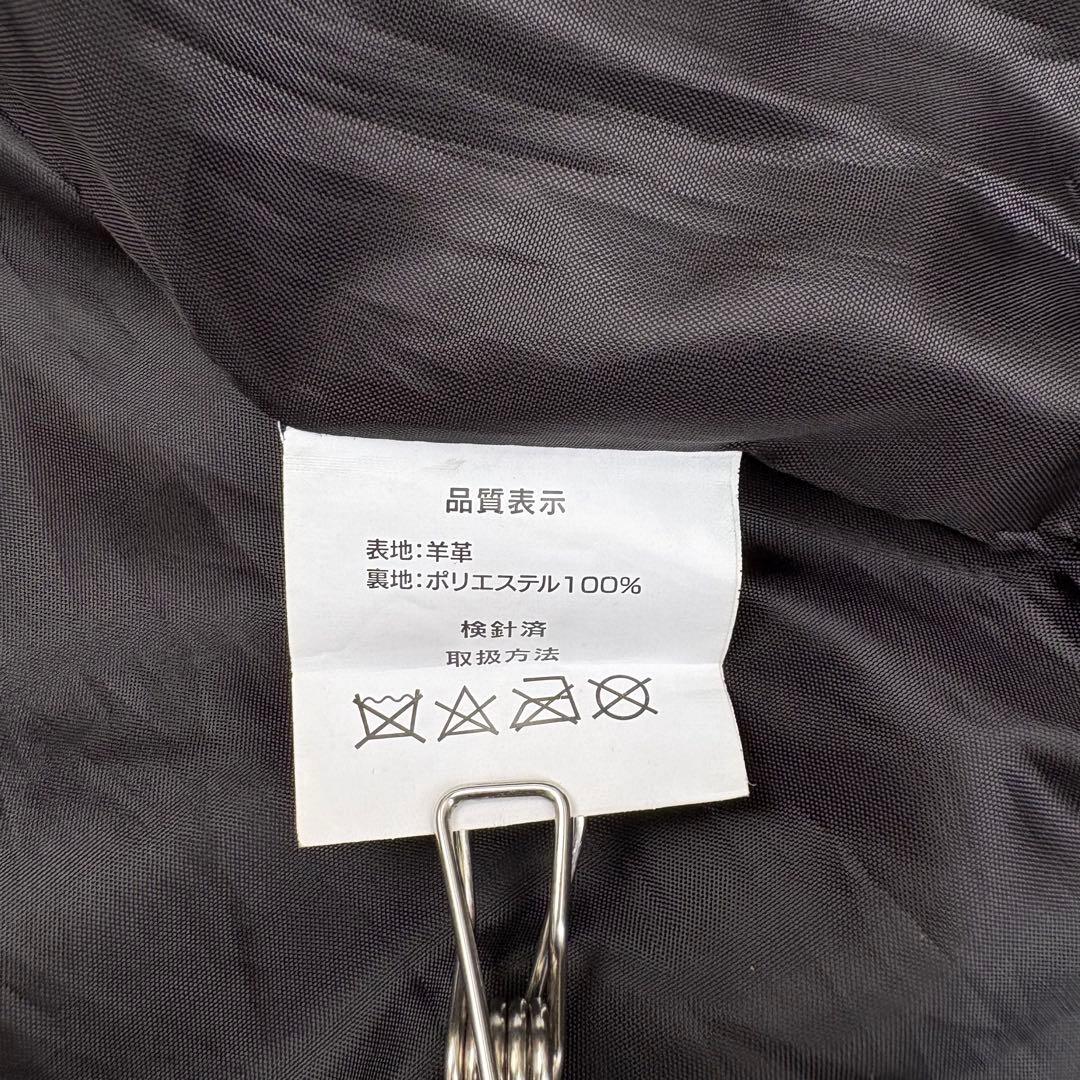 品質表示
表地:羊革
裏地:ポリエステル100%
検針済
取扱方法